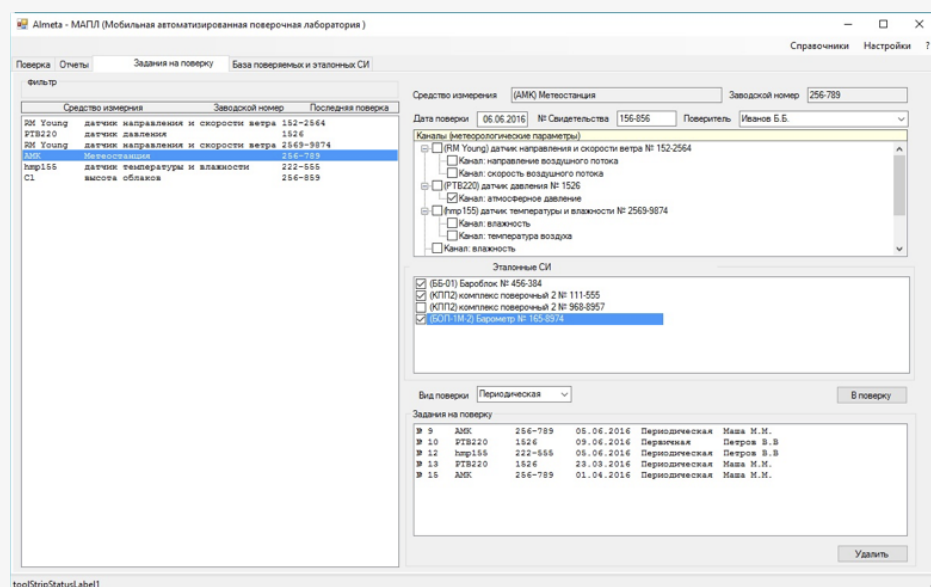 Almeta - МАПЛ (Мобильная автоматизированная поверочная лаборатория )
Справочники Настройки ?
Поверка Отчеты Задания на поверку База поверяемых и эталонных СИ
Фильтр
Средство измерения Заводской номер Последняя поверка
RM Young датчик направления и скорости ветра 152-2564
PTB220 датчик давления 1526
RM Young датчик направления и скорости ветра 2569-9874
АМК Метеостанция 256-789
hmp155 датчик температуры и влажности 222-555
C1 высота облаков 256-859
Средство измерения (АМК) Метеостанция Заводской номер 256-789
Дата поверки 06.06.2016 № Свидетельства 156-856 Поверитель Иванов Б.Б.
Каналы (метеорологические параметры)
(RM Young) датчик направления и скорости ветра № 152-2564
Канал: направление воздушного потока
Канал: скорость воздушного потока
(PTB220) датчик давления № 1526
Канал: атмосферное давление
(hmp155) датчик температуры и влажности № 2569-9874
Канал: влажность
Канал: температура воздуха
Канал: влажность
Эталонные СИ
(ББ-01) Бароблок № 456-384
(КПП2) комплекс поверочный 2 № 111-555
(КПП2) комплекс поверочный 2 № 968-8957
(БОП-1М-2) Барометр № 165-8974
Вид поверки Периодическая В поверку
Задания на поверку
№ 9 АМК 256-789 05.06.2016 Периодическая Маша М.М.
№ 10 PTB220 1526 09.06.2016 Первичная Петров В.В
№ 12 hmp155 222-555 05.06.2016 Периодическая Петров В.В
№ 13 PTB220 1526 23.03.2016 Периодическая Маша М.М.
№ 15 АМК 256-789 01.04.2016 Периодическая Маша М.М.
Удалить
toolStripStatusLabel1